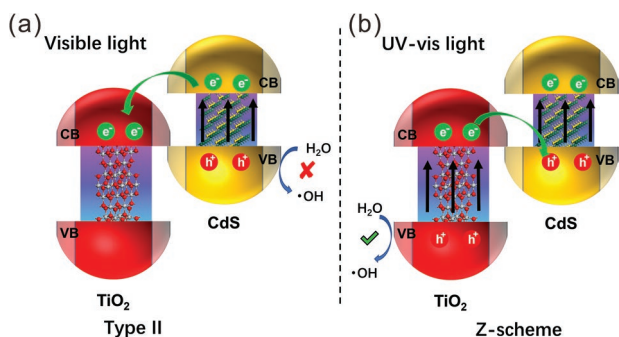 (a)
Visible light
CB
e⁻ e⁻
CB
e⁻ e⁻
VB
h⁺ h⁺
H₂O
·OH
CdS
VB
TiO₂
Type II
(b)
UV-vis light
CB
e⁻ e⁻
CB
e⁻ e⁻
VB
h⁺ h⁺
CdS
H₂O
·OH
VB
h⁺ h⁺
TiO₂
Z-scheme